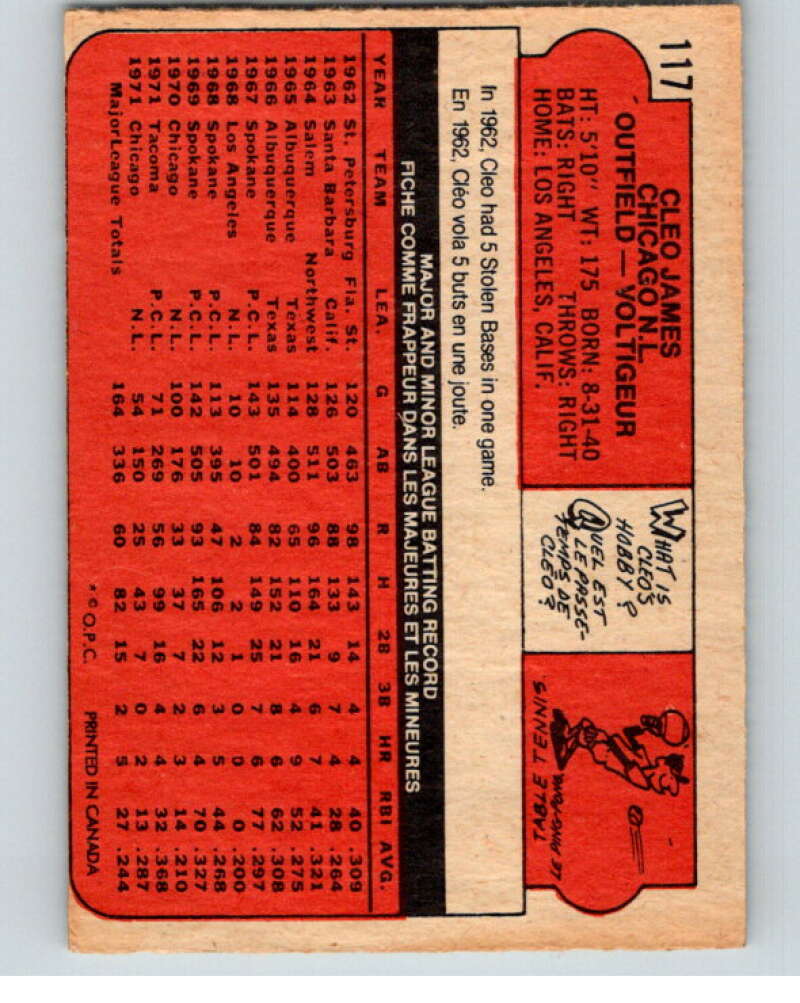 117
CLEO JAMES
CHICAGO N.L.
OUTFIELD — VOLTIGEUR
HT: 5'10" WT: 175 BORN: 8-31-40
BATS: RIGHT THROWS: RIGHT
HOME: LOS ANGELES, CALIF.
WHAT IS
CLEO'S
HOBBY?
QUEL EST
LE PASSE-
TEMPS DE
CLEO?
TABLE TENNIS.
LE PING-PONG.
In 1962, Cleo had 5 Stolen Bases in one game.
En 1962, Cléo vola 5 buts en une joute.
MAJOR AND MINOR LEAGUE BATTING RECORD
FICHE COMME FRAPPEUR DANS LES MAJEURES ET LES MINEURES
YEAR TEAM LEA. G AB R H 2B 3B HR RBI AVG.
1962 St. Petersburg Fla. St. 120 463 98 143 14 4 4 40 .309
1963 Santa Barbara Calif. 126 503 88 133 9 7 4 28 .264
1964 Salem Northwest 128 511 96 164 21 6 7 41 .321
1965 Albuquerque Texas 114 400 65 110 16 4 9 52 .275
1966 Albuquerque Texas 135 494 82 152 21 8 6 62 .308
1967 Spokane P.C.L. 143 501 84 149 25 7 6 77 .297
1968 Los Angeles N.L. 10 10 2 2 1 0 0 0 .200
1968 Spokane P.C.L. 113 395 47 106 12 3 5 44 .268
1969 Spokane P.C.L. 142 505 93 165 22 6 4 70 .327
1970 Chicago N.L. 100 176 33 37 7 2 3 14 .210
1971 Tacoma P.C.L. 71 269 56 99 16 4 4 32 .368
1971 Chicago N.L. 54 150 25 43 7 0 2 13 .287
Major League Totals 164 336 60 82 15 2 5 27 .244
* © O.P.C. PRINTED IN CANADA